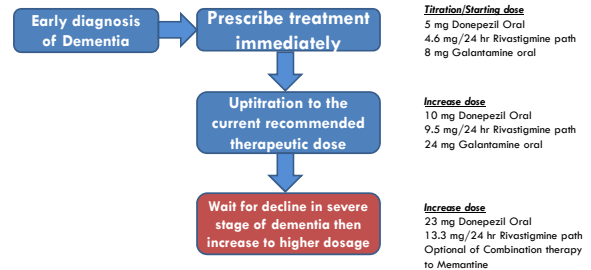 Early diagnosis
of Dementia
Prescribe treatment
immediately
Titration/Starting dose
5 mg Donepezil Oral
4.6 mg/24 hr Rivastigmine path
8 mg Galantamine oral
Uptitration to the
current recommended
therapeutic dose
Increase dose
10 mg Donepezil Oral
9.5 mg/24 hr Rivastigmine path
24 mg Galantamine oral
Wait for decline in severe
stage of dementia then
increase to higher dosage
Increase dose
23 mg Donepezil Oral
13.3 mg/24 hr Rivastigmine path
Optional of Combination therapy
to Memantine